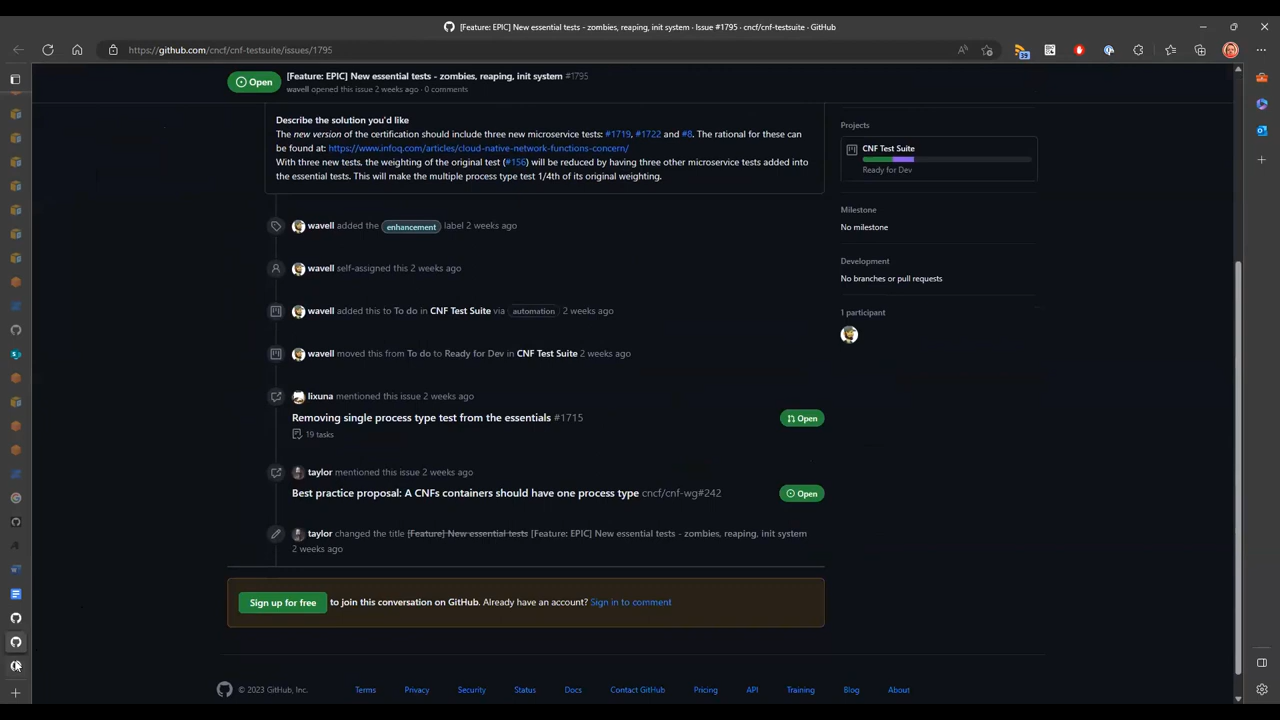 [Feature: EPIC] New essential tests - zombies, reaping, init system · Issue #1795 · cncf/cnf-testsuite · GitHub
https://github.com/cncf/cnf-testsuite/issues/1795
39
Open
[Feature: EPIC] New essential tests - zombies, reaping, init system #1795
wavell opened this issue 2 weeks ago · 0 comments
Describe the solution you'd like
The new version of the certification should include three new microservice tests: #1719, #1722 and #8. The rational for these can
be found at: https://www.infoq.com/articles/cloud-native-network-functions-concern/
With three new tests, the weighting of the original test (#156) will be reduced by having three other microservice tests added into
the essential tests. This will make the multiple process type test 1/4th of its original weighting.
Projects
CNF Test Suite
Ready for Dev
Milestone
No milestone
Development
No branches or pull requests
1 participant
wavell added the enhancement label 2 weeks ago
wavell self-assigned this 2 weeks ago
wavell added this to To do in CNF Test Suite via automation 2 weeks ago
wavell moved this from To do to Ready for Dev in CNF Test Suite 2 weeks ago
lixuna mentioned this issue 2 weeks ago
Removing single process type test from the essentials #1715
Open
19 tasks
taylor mentioned this issue 2 weeks ago
Best practice proposal: A CNFs containers should have one process type cncf/cnf-wg#242
Open
taylor changed the title [Feature] New essential tests [Feature: EPIC] New essential tests - zombies, reaping, init system
2 weeks ago
Sign up for free to join this conversation on GitHub. Already have an account? Sign in to comment
© 2023 GitHub, Inc. Terms Privacy Security Status Docs Contact GitHub Pricing API Training Blog About